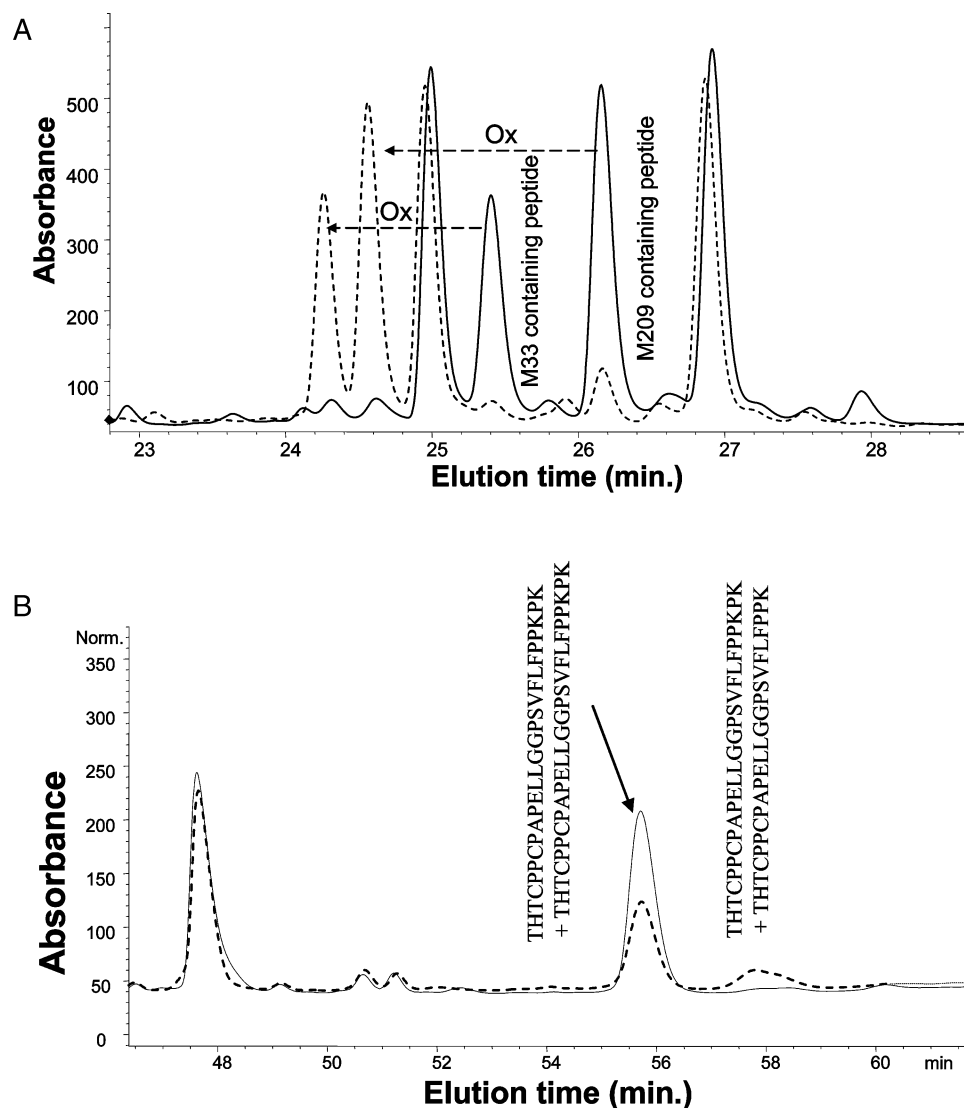 A
Absorbance
500
400
300
200
100
Ox
Ox
M33 containing peptide
M209 containing peptide
23 24 25 26 27 28
Elution time (min.)
B
Norm.
350
300
250
200
150
100
50
0
Absorbance
THTCPPCPAPELLGGPSVFLFPPKPK
+ THTCPPCPAPELLGGPSVFLFPPKPK
THTCPPCPAPELLGGPSVFLFPPKPK
+ THTCPPCPAPELLGGPSVFLFPPK
48 50 52 54 56 58 60 min
Elution time (min.)